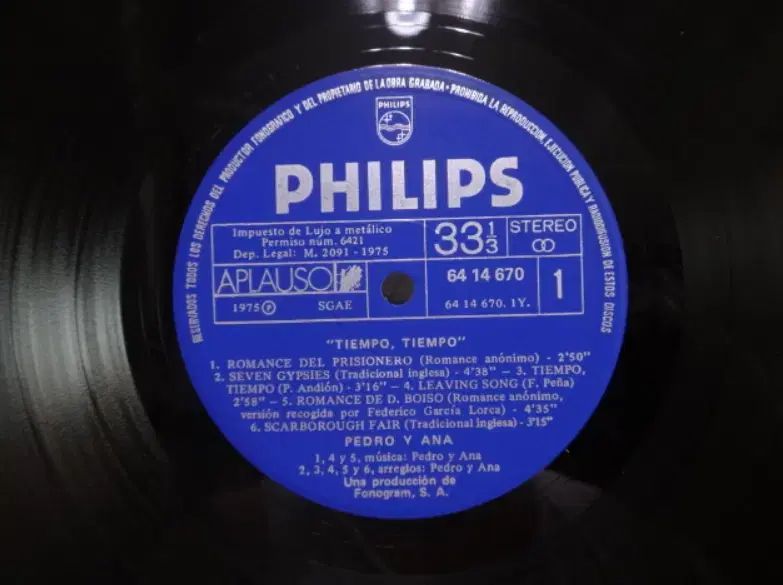 RESERVADOS TODOS LOS DERECHOS DEL PRODUCTOR FONOGRAFICO Y DEL PROPIETARIO DE LA OBRA GRABADA - PROHIBIDA LA REPRODUCCION, EJECUCION PUBLICA Y RADIODIFUSION DE ESTOS DISCOS
PHILIPS
PHILIPS
Impuesto de Lujo a metálico
Permiso núm. 6421
Dep. Legal: M. 2091 - 1975
33 1/3
STEREO
APLAUSO
64 14 670
1
1975 Ⓟ SGAE
64 14 670. 1Y.
"TIEMPO, TIEMPO"
1. ROMANCE DEL PRISIONERO (Romance anónimo) - 2'50"
2. SEVEN GYPSIES (Tradicional inglesa) - 4'38" - 3. TIEMPO,
TIEMPO (P. Andión) - 3'16" - 4. LEAVING SONG (F. Peña)
2'58" - 5. ROMANCE DE D. BOISO (Romance anónimo,
versión recogida por Federico García Lorca) - 4'35"
6. SCARBOROUGH FAIR (Tradicional inglesa) - 3'15"
PEDRO Y ANA
1, 4 y 5, música: Pedro y Ana
2, 3, 4, 5 y 6, arreglos: Pedro y Ana
Una producción de
Fonogram, S. A.